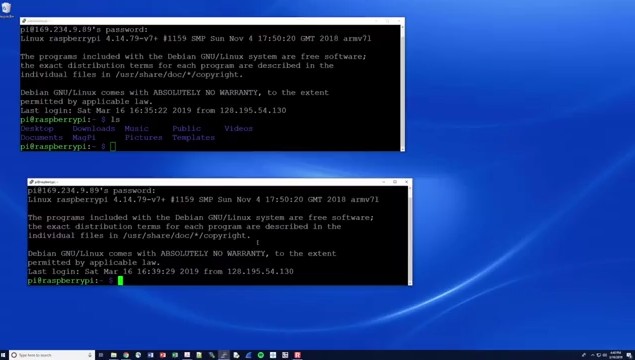 pi@169.234.9.89's password:
Linux raspberrypi 4.14.79-v7+ #1159 SMP Sun Nov 4 17:50:20 GMT 2018 armv7l
The programs included with the Debian GNU/Linux system are free software;
the exact distribution terms for each program are described in the
individual files in /usr/share/doc/*/copyright.
Debian GNU/Linux comes with ABSOLUTELY NO WARRANTY, to the extent
permitted by applicable law.
Last login: Sat Mar 16 16:35:22 2019 from 128.195.54.130
pi@raspberrypi:~ $ ls
Desktop Downloads Music Public Videos
Documents MagPi Pictures Templates
pi@raspberrypi:~ $
pi@raspberrypi: ~
pi@169.234.9.89's password:
Linux raspberrypi 4.14.79-v7+ #1159 SMP Sun Nov 4 17:50:20 GMT 2018 armv7l
The programs included with the Debian GNU/Linux system are free software;
the exact distribution terms for each program are described in the
individual files in /usr/share/doc/*/copyright.
Debian GNU/Linux comes with ABSOLUTELY NO WARRANTY, to the extent
permitted by applicable law.
Last login: Sat Mar 16 16:39:29 2019 from 128.195.54.130
pi@raspberrypi:~ $
Type here to search